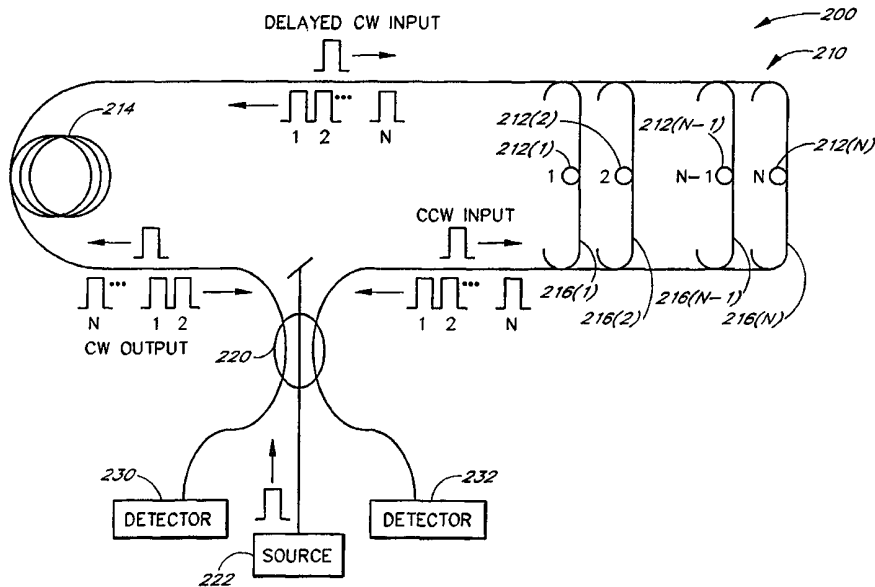 200
DELAYED CW INPUT
210
214
1 2 ... N
212(2)
212(N-1)
212(1)
212(N)
1 2 N-1 N
CCW INPUT
N ... 1 2
CW OUTPUT
1 2 ... N
216(1)
216(2)
216(N-1)
216(N)
220
230
DETECTOR
232
DETECTOR
222
SOURCE